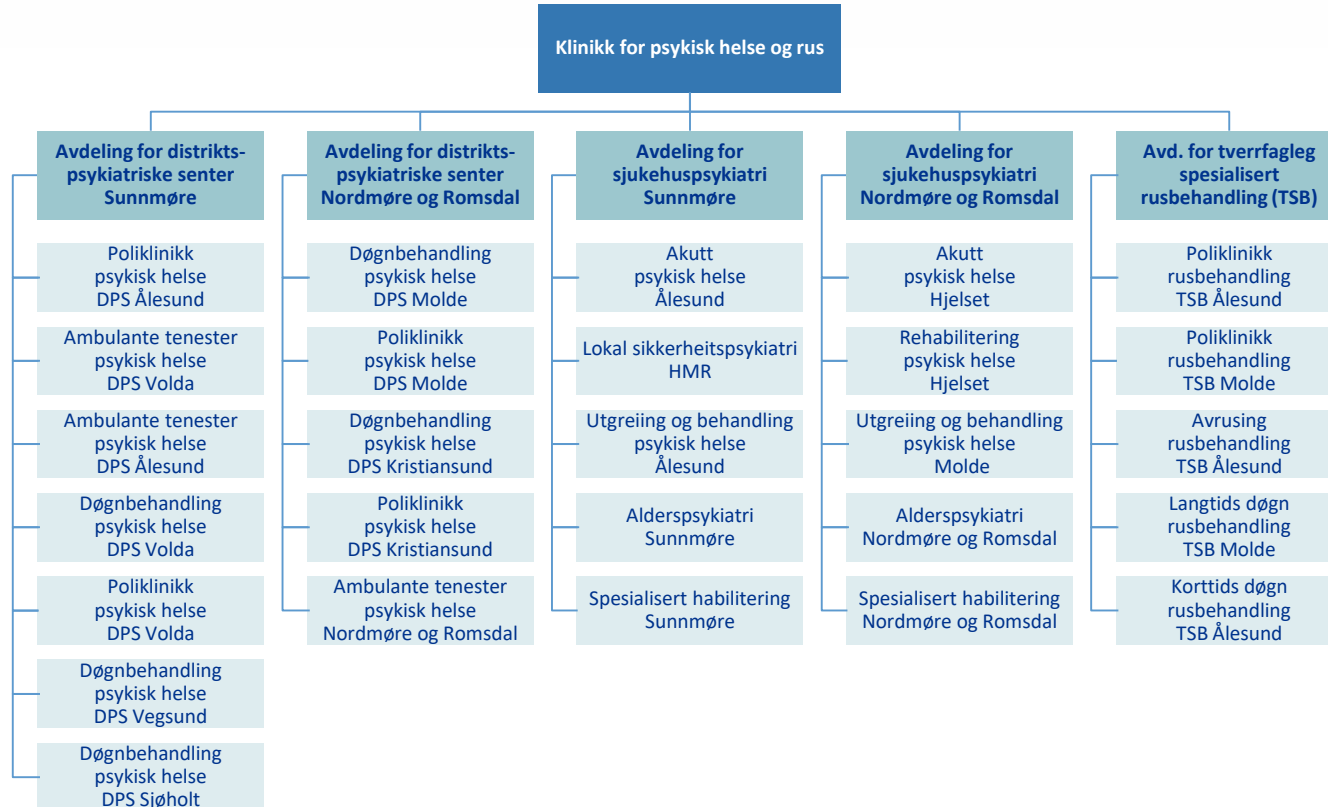 Klinikk for psykisk helse og rus
Avdeling for distrikts-
psykiatriske senter
Sunnmøre
Poliklinikk
psykisk helse
DPS Ålesund
Ambulante tenester
psykisk helse
DPS Volda
Ambulante tenester
psykisk helse
DPS Ålesund
Døgnbehandling
psykisk helse
DPS Volda
Poliklinikk
psykisk helse
DPS Volda
Døgnbehandling
psykisk helse
DPS Vegsund
Døgnbehandling
psykisk helse
DPS Sjøholt
Avdeling for distrikts-
psykiatriske senter
Nordmøre og Romsdal
Døgnbehandling
psykisk helse
DPS Molde
Poliklinikk
psykisk helse
DPS Molde
Døgnbehandling
psykisk helse
DPS Kristiansund
Poliklinikk
psykisk helse
DPS Kristiansund
Ambulante tenester
psykisk helse
Nordmøre og Romsdal
Avdeling for
sjukehuspsykiatri
Sunnmøre
Akutt
psykisk helse
Ålesund
Lokal sikkerheitspsykiatri
HMR
Utgreiing og behandling
psykisk helse
Ålesund
Alderspsykiatri
Sunnmøre
Spesialisert habilitering
Sunnmøre
Avdeling for
sjukehuspsykiatri
Nordmøre og Romsdal
Akutt
psykisk helse
Hjelset
Rehabilitering
psykisk helse
Hjelset
Utgreiing og behandling
psykisk helse
Molde
Alderspsykiatri
Nordmøre og Romsdal
Spesialisert habilitering
Nordmøre og Romsdal
Avd. for tverrfagleg
spesialisert
rusbehandling (TSB)
Poliklinikk
rusbehandling
TSB Ålesund
Poliklinikk
rusbehandling
TSB Molde
Avrusing
rusbehandling
TSB Ålesund
Langtids døgn
rusbehandling
TSB Molde
Korttids døgn
rusbehandling
TSB Ålesund